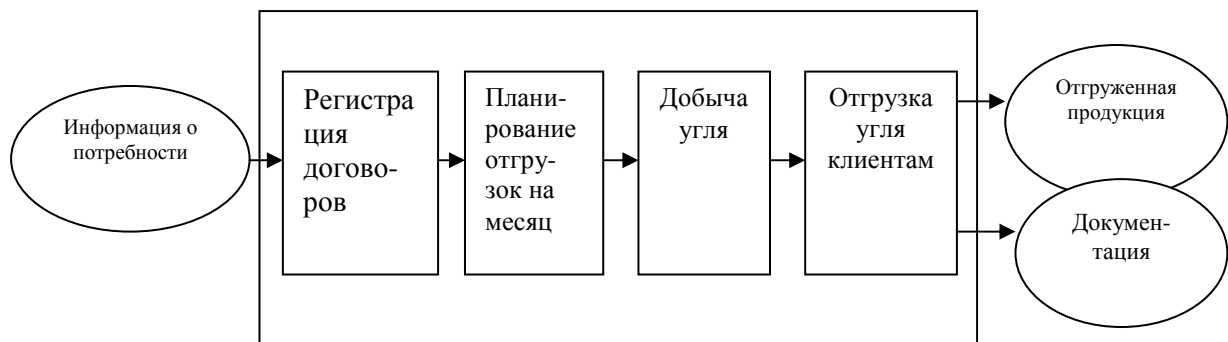 Информация о
потребности
Регистра
ция
догово-
ров
Плани-
рование
отгру-
зок на
месяц
Добыча
угля
Отгрузка
угля
клиентам
Отгруженная
продукция
Докумен-
тация